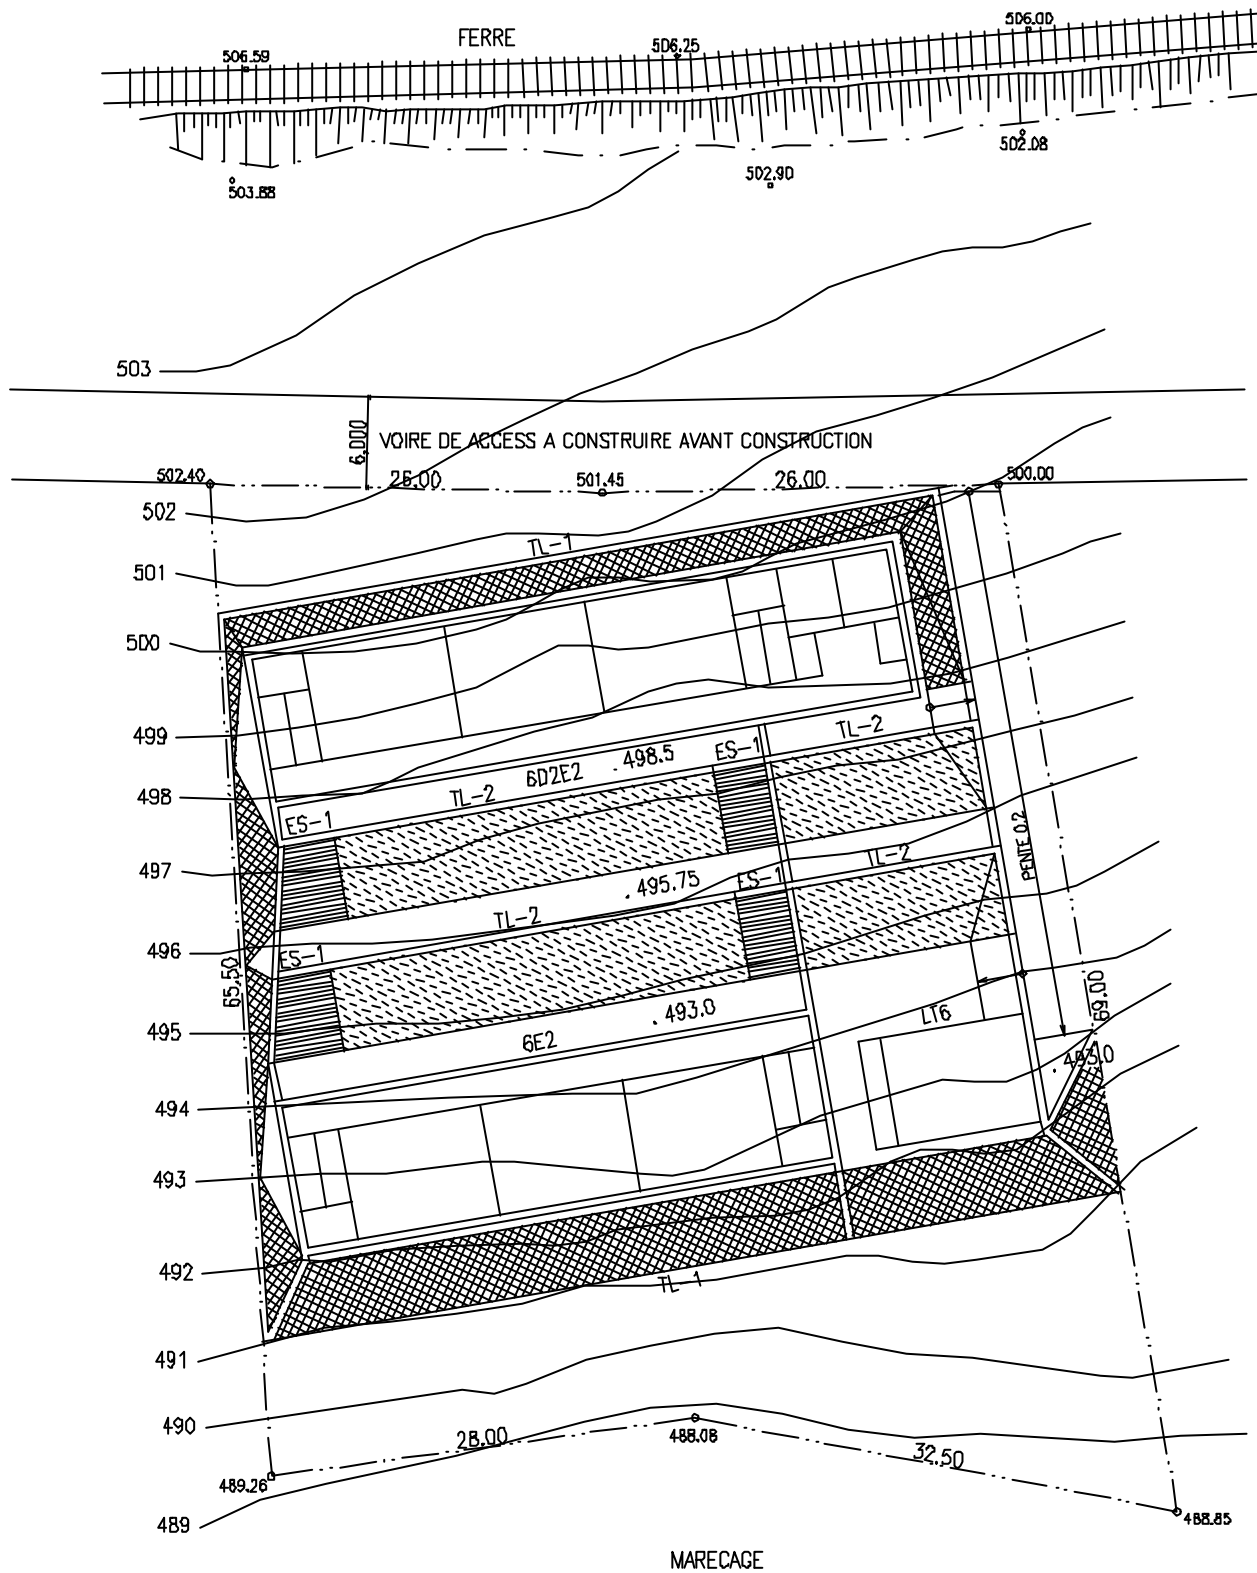 FERRE
506.00
506.25
506.59
502.08
502.90
503.88
503
6.000
VOIRE DE ACCESS A CONSTRUIRE AVANT CONSTRUCTION
502.40
26.00
501.45
26.00
500.00
502
TL-1
501
500
499
TL-2
ES-1
498.5
6D2E2
498
TL-2
ES-1
PENTE 0.2
TL-2
497
ES-1
495.75
TL-2
496
ES-1
65.50
69.00
495
493.0
LT6
6E2
493.0
494
493
492
TL-1
491
490
28.00
488.08
32.50
489.26
488.85
489
MARECAGE